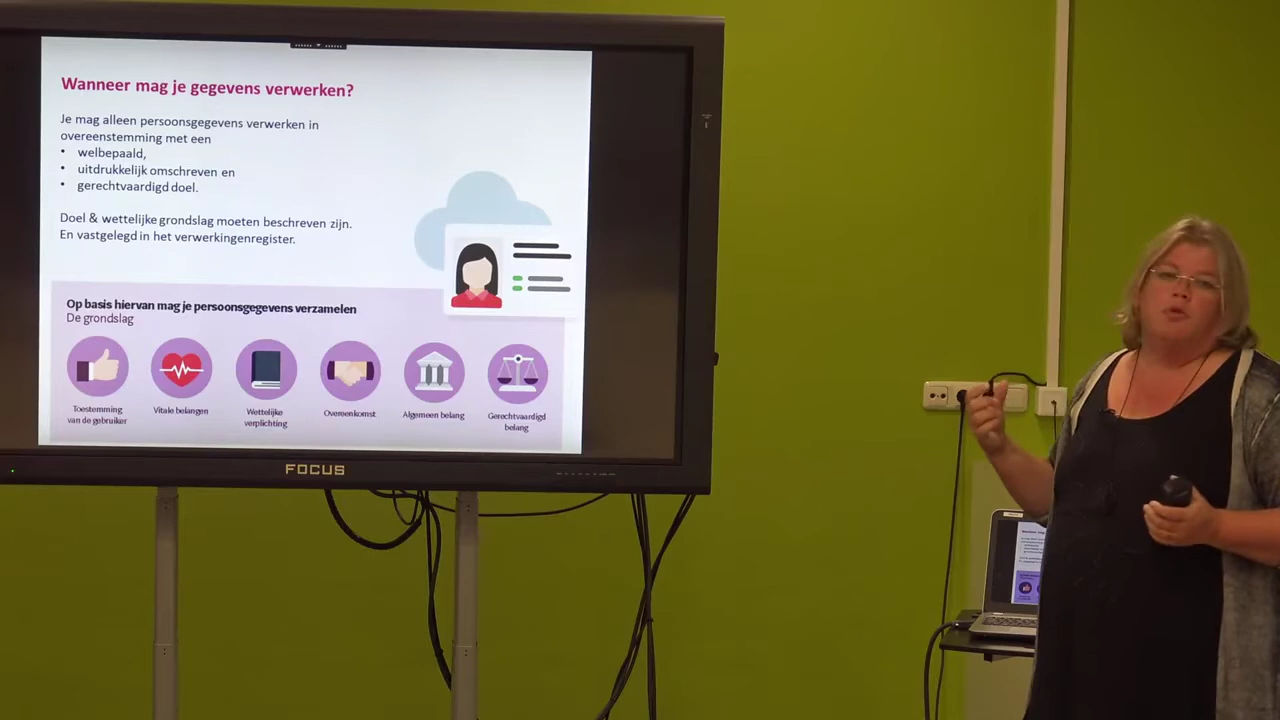 Wanneer mag je gegevens verwerken?
Je mag alleen persoonsgegevens verwerken in
overeenstemming met een
• welbepaald,
• uitdrukkelijk omschreven en
• gerechtvaardigd doel.
Doel & wettelijke grondslag moeten beschreven zijn.
En vastgelegd in het verwerkingenregister.
Op basis hiervan mag je persoonsgegevens verzamelen
De grondslag
Toestemming
van de gebruiker
Vitale belangen
Wettelijke
verplichting
Overeenkomst
Algemeen belang
Gerechtvaardigd
belang
FOCUS